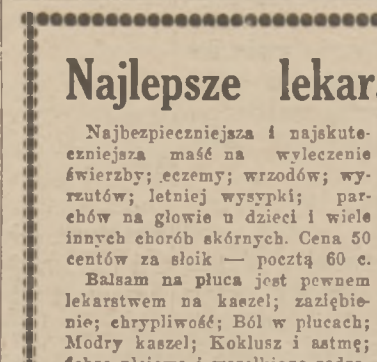 Najlepsze lekar
Najbezpieczniejsza i najskute-
czniejsza maść na wyleczenie
świerzby; eczemy; wrzodów; wy-
rzutów; letniej wysypki; par-
chów na głowie u dzieci i wiele
innych chorób skórnych. Cena 50
centów za słoik — pocztą 60 c.
Balsam na płuca jest pewnem
lekarstwem na kaszel; zaziębie-
nie; chrypliwość; Ból w płucach;
Modry kaszel; Koklusz i astmę;